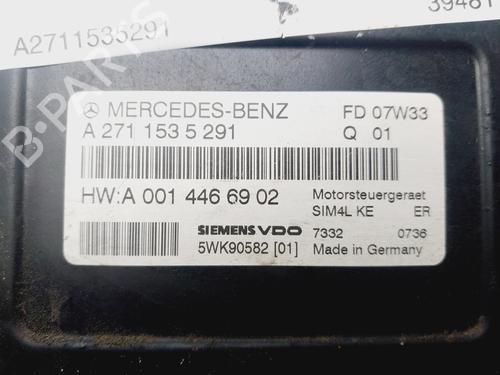 A2711535291
39481
MERCEDES-BENZ FD 07W33
A 271 153 5 291 Q 01
HW:A 001 446 69 02 Motorsteuergeraet
SIM4L KE ER
SIEMENS VDO 7332 0736
5WK90582 [01] Made in Germany